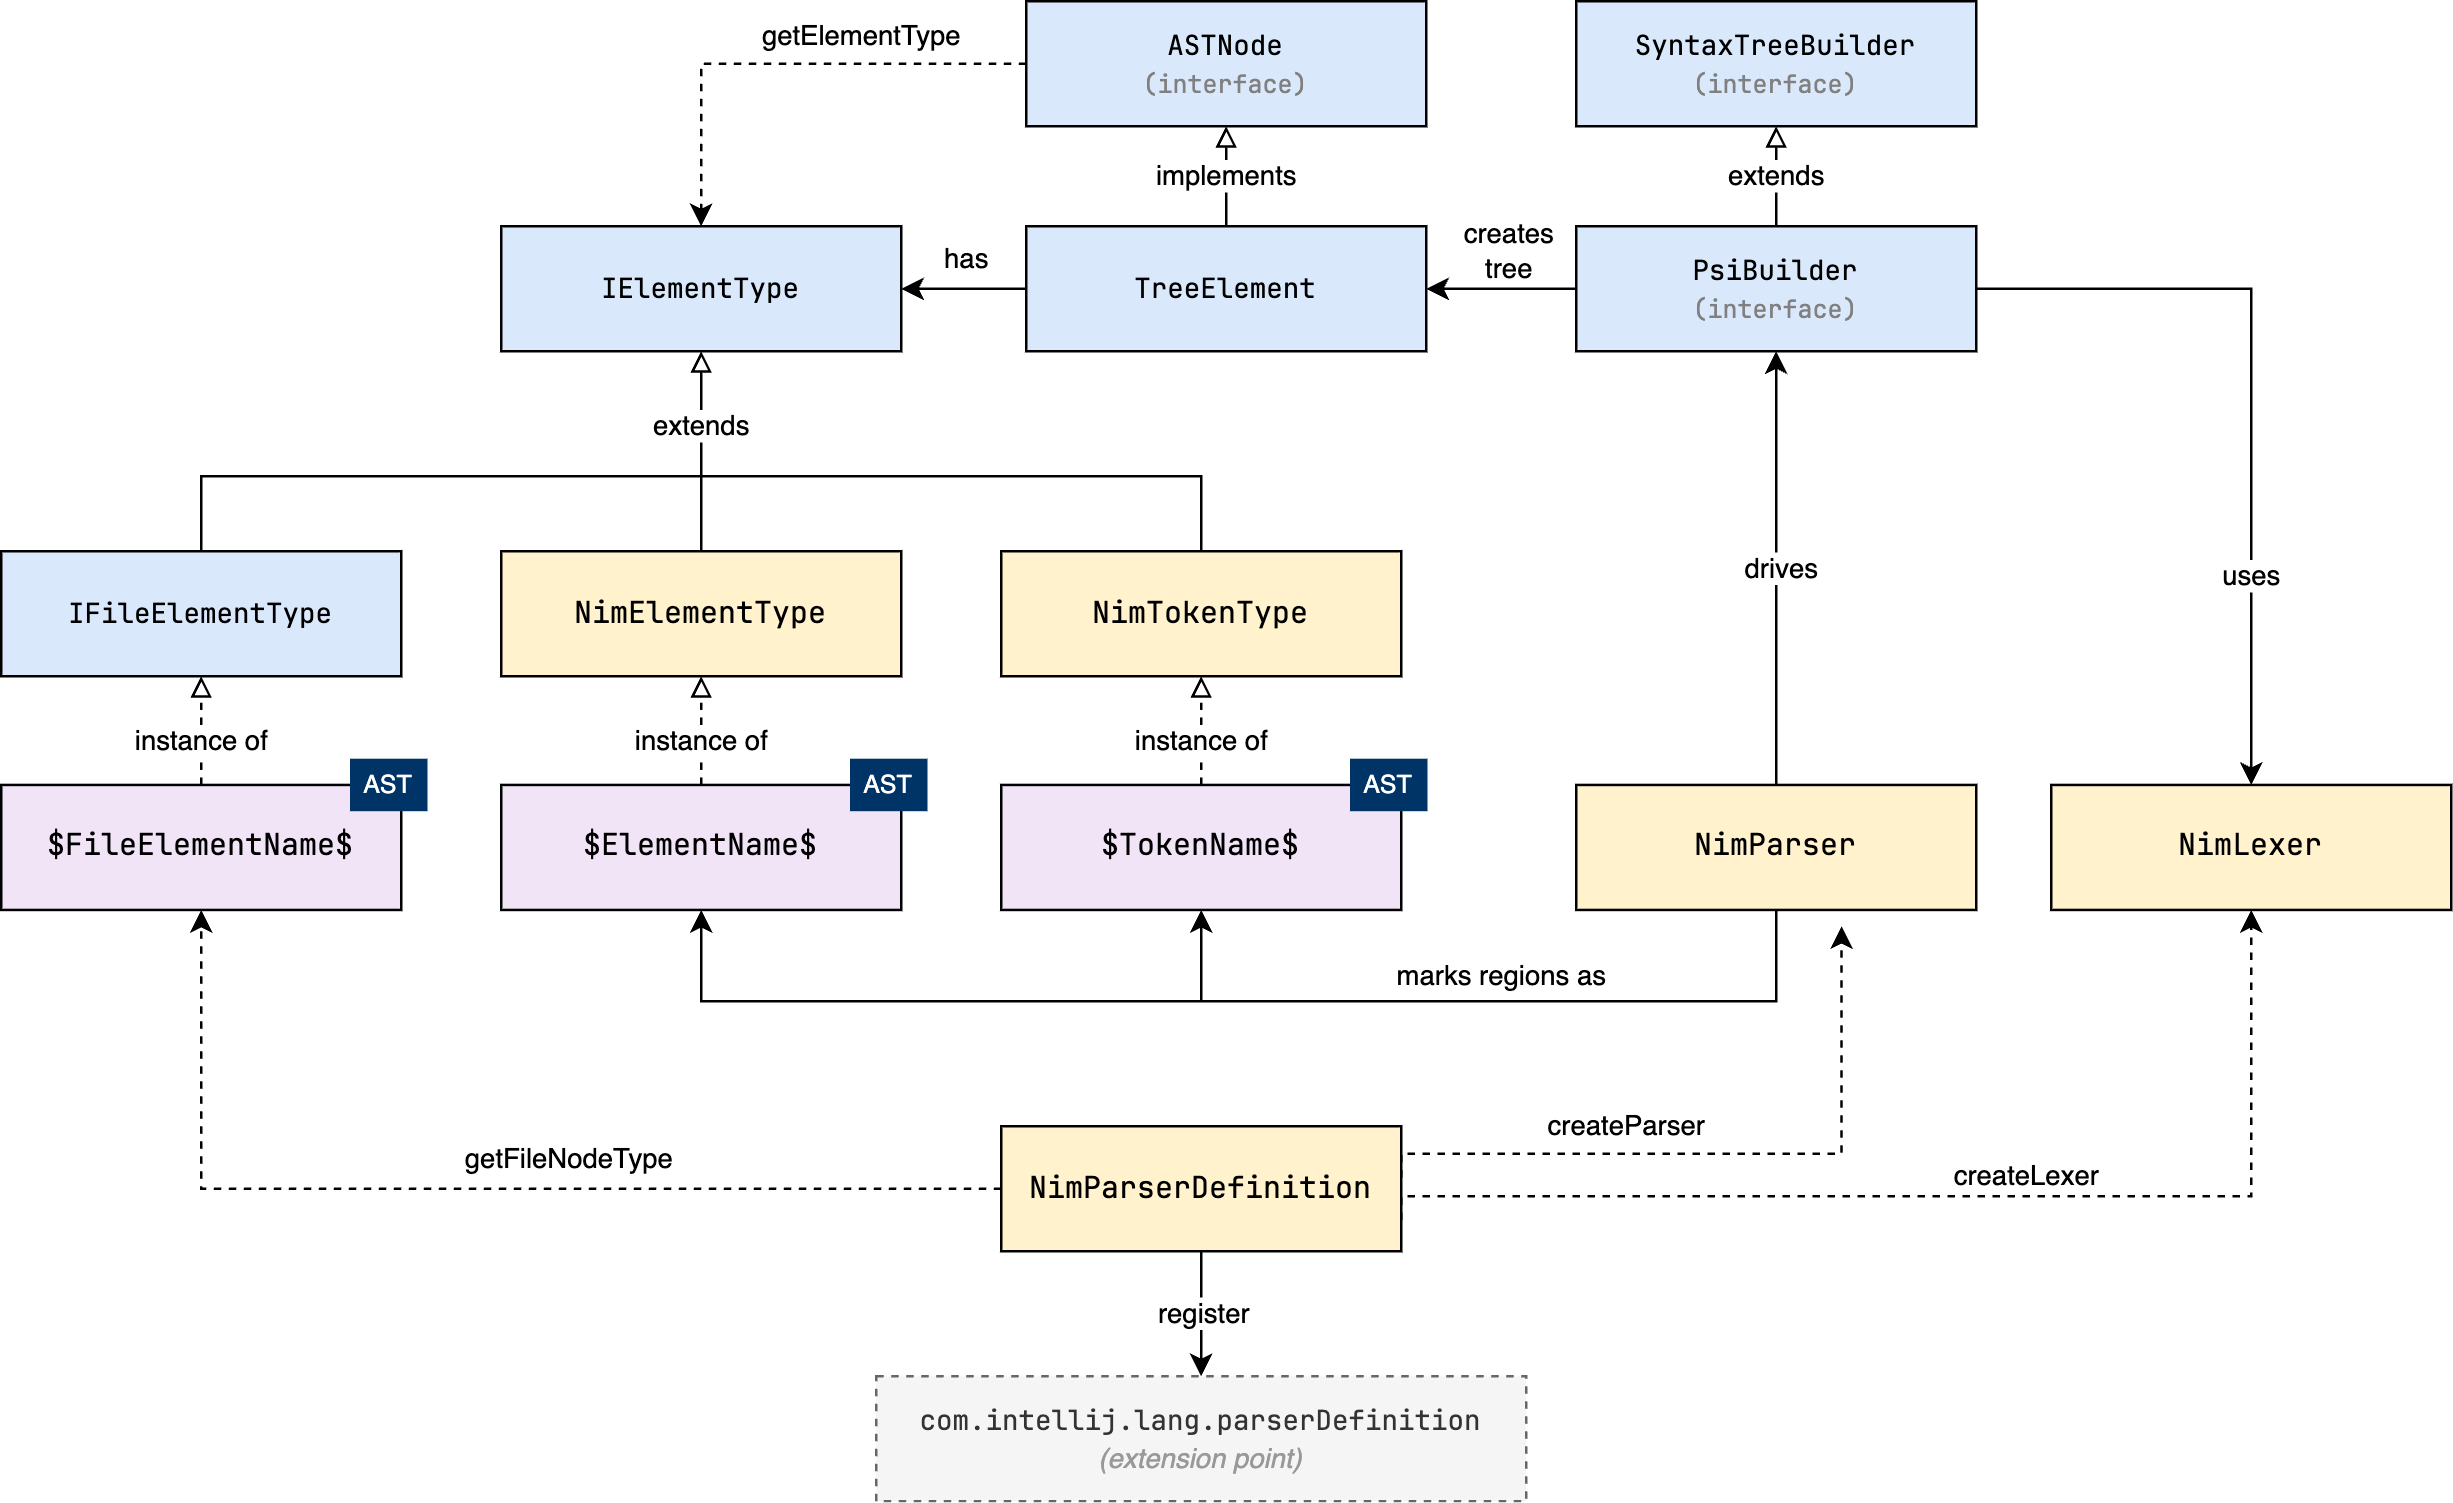 getElementType
ASTNode
(interface)
SyntaxTreeBuilder
(interface)
implements
extends
IElementType
has
TreeElement
creates
tree
PsiBuilder
(interface)
extends
drives
uses
IFileElementType
NimElementType
NimTokenType
instance of
instance of
instance of
AST
AST
AST
$FileElementName$
$ElementName$
$TokenName$
NimParser
NimLexer
marks regions as
getFileNodeType
NimParserDefinition
createParser
createLexer
register
com.intellij.lang.parserDefinition
(extension point)